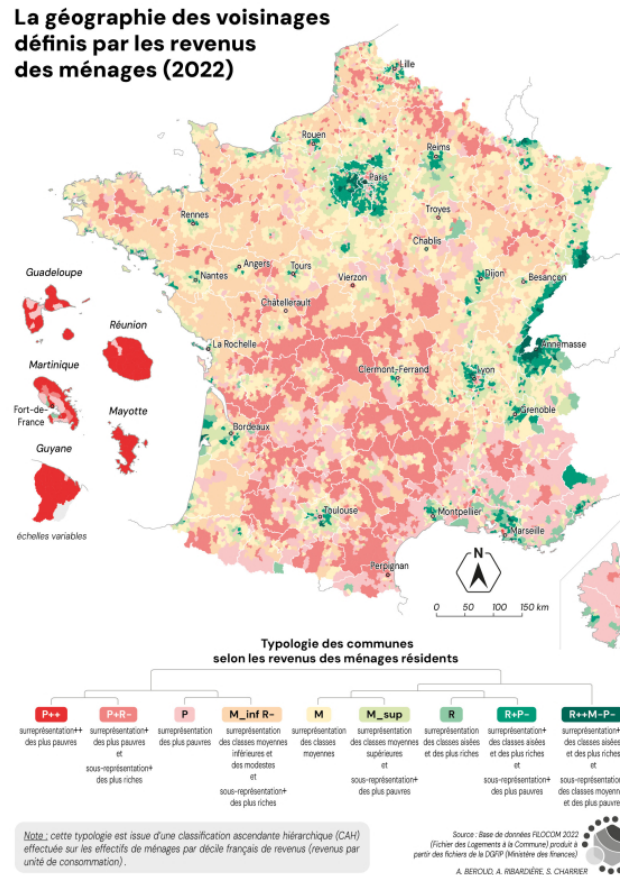 La géographie des voisinages
définis par les revenus
des ménages (2022)
Lille
Rouen
Reims
Paris
Rennes
Troyes
Chablis
Angers
Tours
Nantes
Vierzon
Dijon
Besançon
Châtellerault
La Rochelle
Clermont-Ferrand
Lyon
Annemasse
Grenoble
Bordeaux
Toulouse
Montpellier
Marseille
Perpignan
Guadeloupe
Réunion
Martinique
Fort-de-
France
Mayotte
Guyane
échelles variables
N
0 50 100 150 km
Typologie des communes
selon les revenus des ménages résidents
P++
surreprésentation++
des plus pauvres
P+R-
surreprésentation+
des plus pauvres
et
sous-représentation+
des plus riches
P
surreprésentation
des plus pauvres
M_inf R-
surreprésentation
des classes moyennes
inférieures et
des modestes
et
sous-représentation+
des plus riches
M
surreprésentation
des classes
moyennes
M_sup
surreprésentation
des classes moyennes
supérieures
et
sous-représentation+
des plus pauvres
R
surreprésentation
des classes aisées
et des plus riches
R+P-
surreprésentation+
des classes aisées
et des plus riches
et
sous-représentation+
des plus pauvres
R++M-P-
surreprésentation+
des classes aisées
et des plus riches
et
sous-représentation
des classes moyenne
et des plus pauvre
Note : cette typologie est issue d'une classification ascendante hiérarchique (CAH)
effectuée sur les effectifs de ménages par décile français de revenu (revenus par
unité de consommation) .
Source : Base de données FILOCOM 2022
(Fichier des Logements à la Commune) produit à
partir des fichiers de la DGFIP (Ministère des finances)
A. BEROUD, A. RIBARDIÈRE, S. CHARRIER